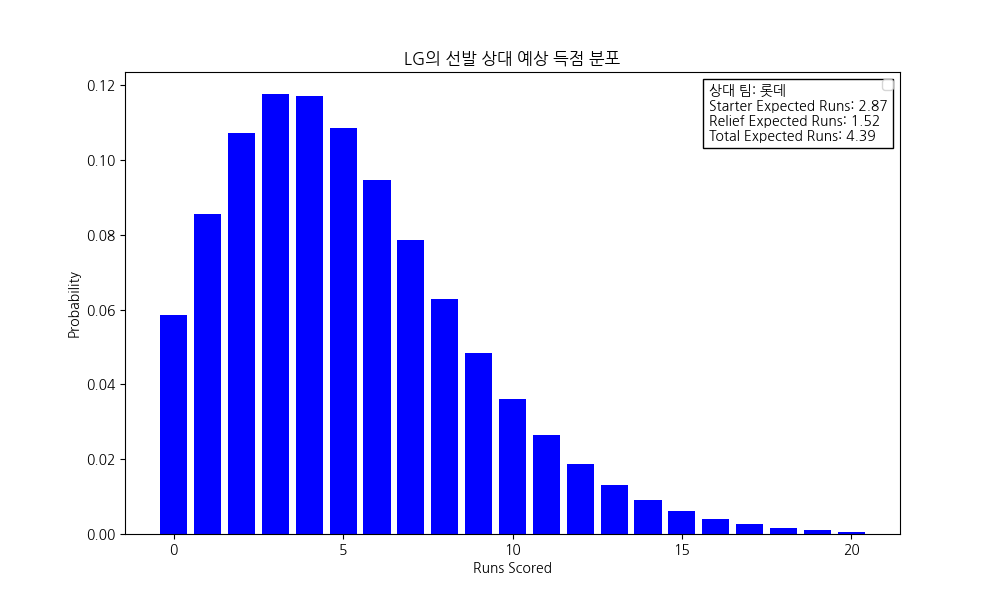 LG의 선발 상대 예상 득점 분포
상대 팀: 롯데
Starter Expected Runs: 2.87
Relief Expected Runs: 1.52
Total Expected Runs: 4.39
0.12
0.10
0.08
0.06
0.04
0.02
0.00
Probability
0 5 10 15 20
Runs Scored